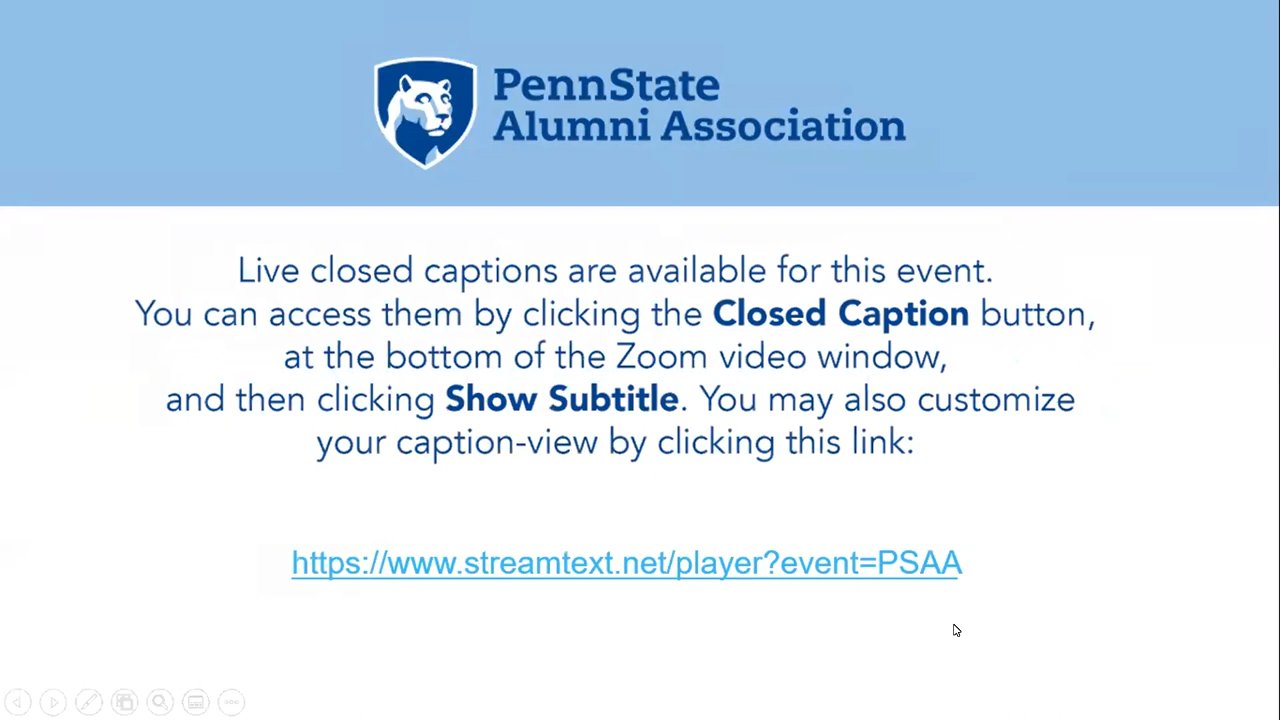 PennState
Alumni Association
Live closed captions are available for this event.
You can access them by clicking the Closed Caption button,
at the bottom of the Zoom video window,
and then clicking Show Subtitle. You may also customize
your caption-view by clicking this link:
https://www.streamtext.net/player?event=PSAA